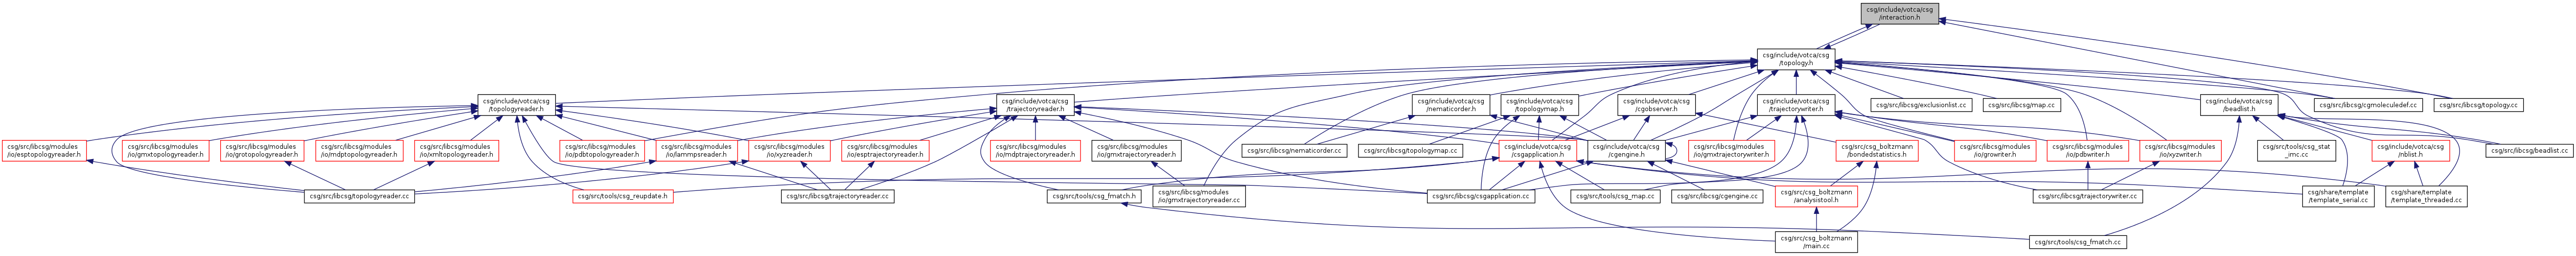 csg/include/votca/csg
/interaction.h
csg/include/votca/csg
/topology.h
csg/include/votca/csg
/topologyreader.h
csg/include/votca/csg
/trajectoryreader.h
csg/include/votca/csg
/nematicorder.h
csg/include/votca/csg
/topologymap.h
csg/include/votca/csg
/cgobserver.h
csg/include/votca/csg
/trajectorywriter.h
csg/src/libcsg/exclusionlist.cc
csg/src/libcsg/map.cc
csg/include/votca/csg
/beadlist.h
csg/src/libcsg/cgmoleculedef.cc
csg/src/libcsg/topology.cc
csg/src/libcsg/modules
/io/esptopologyreader.h
csg/src/libcsg/modules
/io/gmxtopologyreader.h
csg/src/libcsg/modules
/io/grotopologyreader.h
csg/src/libcsg/modules
/io/mdptopologyreader.h
csg/src/libcsg/modules
/io/xmltopologyreader.h
csg/src/libcsg/modules
/io/pdbtopologyreader.h
csg/src/libcsg/modules
/io/lammpsreader.h
csg/src/libcsg/modules
/io/xyzreader.h
csg/src/libcsg/modules
/io/esptrajectoryreader.h
csg/src/libcsg/modules
/io/mdptrajectoryreader.h
csg/src/libcsg/modules
/io/gmxtrajectoryreader.h
csg/src/libcsg/nematicorder.cc
csg/src/libcsg/topologymap.cc
csg/include/votca/csg
/csgapplication.h
csg/include/votca/csg
/cgengine.h
csg/src/libcsg/modules
/io/gmxtrajectorywriter.h
csg/src/csg_boltzmann
/bondedstatistics.h
csg/src/libcsg/modules
/io/growriter.h
csg/src/libcsg/modules
/io/pdbwriter.h
csg/src/libcsg/modules
/io/xyzwriter.h
csg/src/tools/csg_stat
_imc.cc
csg/include/votca/csg
/nblist.h
csg/src/libcsg/beadlist.cc
csg/src/libcsg/topologyreader.cc
csg/src/tools/csg_reupdate.h
csg/src/libcsg/trajectoryreader.cc
csg/src/tools/csg_fmatch.h
csg/src/libcsg/modules
/io/gmxtrajectoryreader.cc
csg/src/libcsg/csgapplication.cc
csg/src/tools/csg_map.cc
csg/src/libcsg/cgengine.cc
csg/src/csg_boltzmann
/analysistool.h
csg/src/libcsg/trajectorywriter.cc
csg/share/template
/template_serial.cc
csg/share/template
/template_threaded.cc
csg/src/csg_boltzmann
/main.cc
csg/src/tools/csg_fmatch.cc